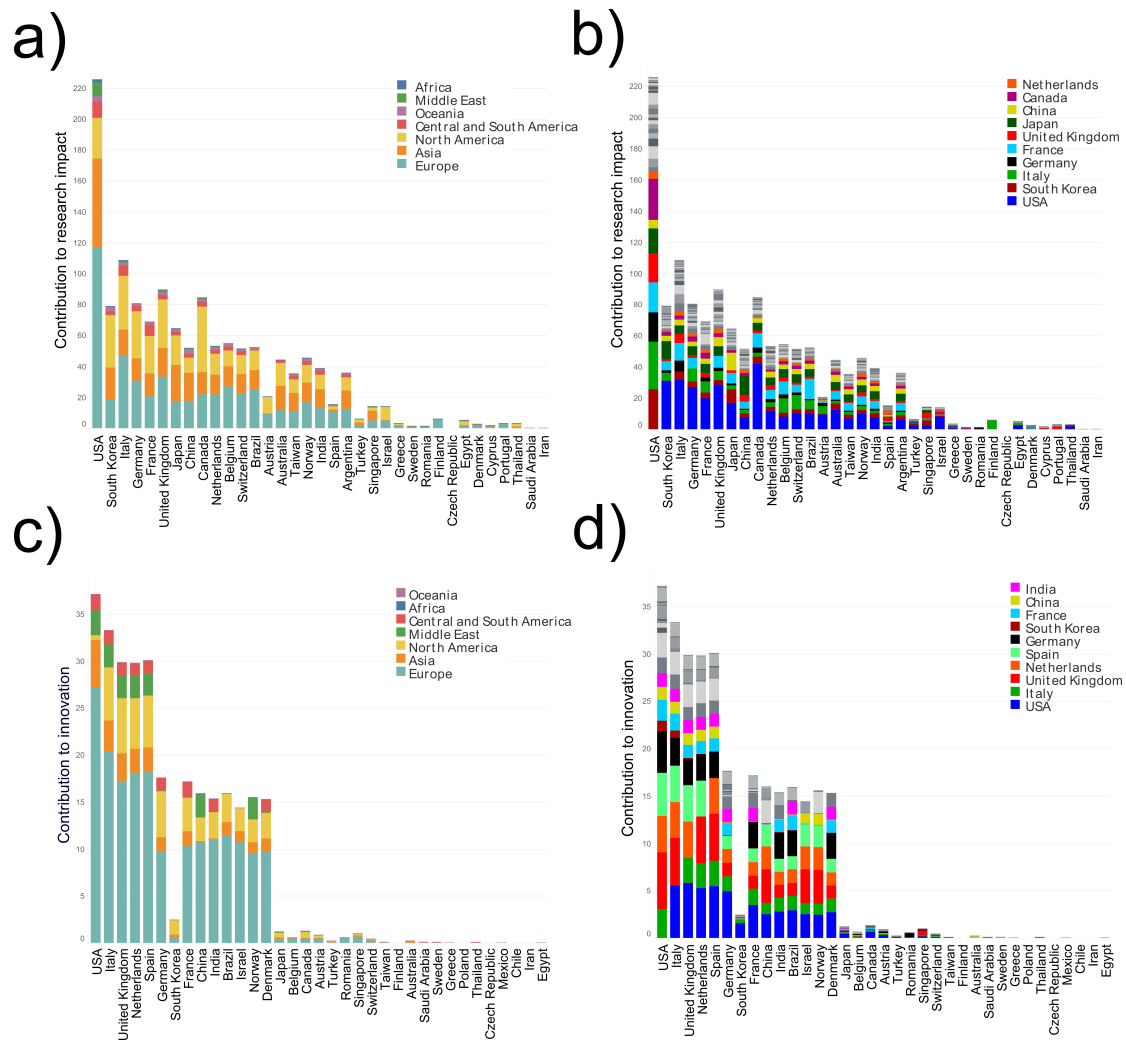 a)
220
200
180
160
140
120
100
80
60
40
20
0
Contribution to research impact
Africa
Middle East
Oceania
Central and South America
North America
Asia
Europe
USA
South Korea
Italy
Germany
France
United Kingdom
Japan
China
Canada
Netherlands
Belgium
Switzerland
Brazil
Austria
Australia
Taiwan
Norway
India
Spain
Argentina
Turkey
Singapore
Israel
Greece
Sweden
Romania
Finland
Czech Republic
Egypt
Denmark
Cyprus
Portugal
Thailand
Saudi Arabia
Iran
b)
220
200
180
160
140
120
100
80
60
40
20
0
Contribution to research impact
Netherlands
Canada
China
Japan
United Kingdom
France
Germany
Italy
South Korea
USA
USA
South Korea
Italy
Germany
France
United Kingdom
Japan
China
Canada
Netherlands
Belgium
Switzerland
Brazil
Austria
Australia
Taiwan
Norway
India
Spain
Argentina
Turkey
Singapore
Israel
Greece
Sweden
Romania
Finland
Czech Republic
Egypt
Denmark
Cyprus
Portugal
Thailand
Saudi Arabia
Iran
c)
35
30
25
20
15
10
5
0
Contribution to innovation
Oceania
Africa
Central and South America
Middle East
North America
Asia
Europe
USA
Italy
United Kingdom
Netherlands
Spain
Germany
South Korea
France
China
India
Brazil
Israel
Norway
Denmark
Japan
Belgium
Canada
Austria
Turkey
Romania
Singapore
Switzerland
Taiwan
Finland
Australia
Saudi Arabia
Sweden
Greece
Poland
Thailand
Czech Republic
Mexico
Chile
Iran
Egypt
d)
35
30
25
20
15
10
5
0
Contribution to innovation
India
China
France
South Korea
Germany
Spain
Netherlands
United Kingdom
Italy
USA
USA
Italy
United Kingdom
Netherlands
Spain
Germany
South Korea
France
China
India
Brazil
Israel
Norway
Denmark
Japan
Belgium
Canada
Austria
Turkey
Romania
Singapore
Switzerland
Taiwan
Finland
Australia
Saudi Arabia
Sweden
Greece
Poland
Thailand
Czech Republic
Mexico
Chile
Iran
Egypt